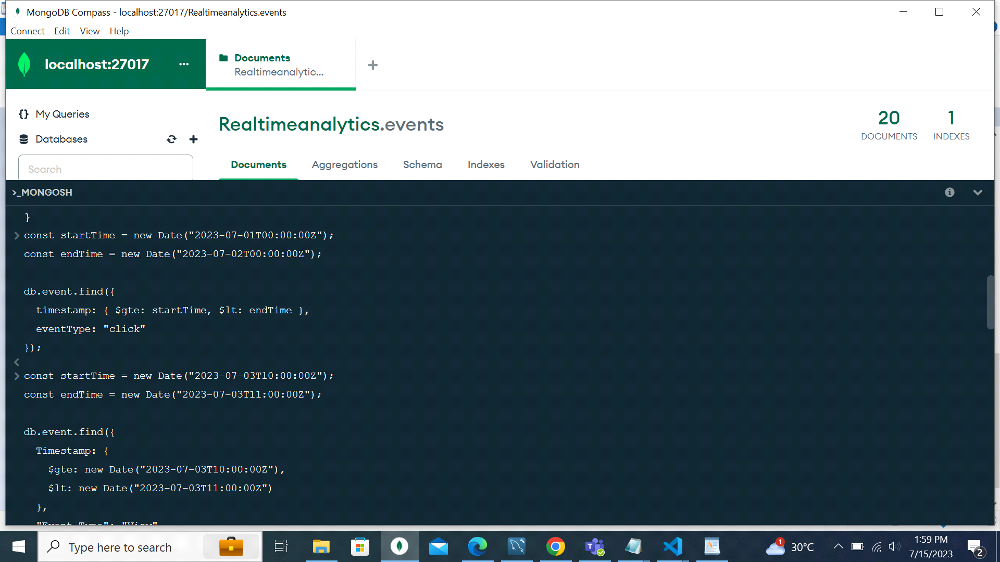 MongoDB Compass - localhost:27017/Realtimeanalytics.events
Connect Edit View Help
localhost:27017 ...
Documents
Realtimeanalytic...
My Queries
Databases
Search
Realtimeanalytics.events
20
DOCUMENTS
1
INDEXES
Documents Aggregations Schema Indexes Validation
>_MONGOSH
}
const startTime = new Date("2023-07-01T00:00:00Z");
const endTime = new Date("2023-07-02T00:00:00Z");
db.event.find({
timestamp: { $gte: startTime, $lt: endTime },
eventType: "click"
});
const startTime = new Date("2023-07-03T10:00:00Z");
const endTime = new Date("2023-07-03T11:00:00Z");
db.event.find({
Timestamp: {
$gte: new Date("2023-07-03T10:00:00Z"),
$lt: new Date("2023-07-03T11:00:00Z")
},
"Event Type": "View"
Type here to search
1
30°C
1:59 PM
7/15/2023
2